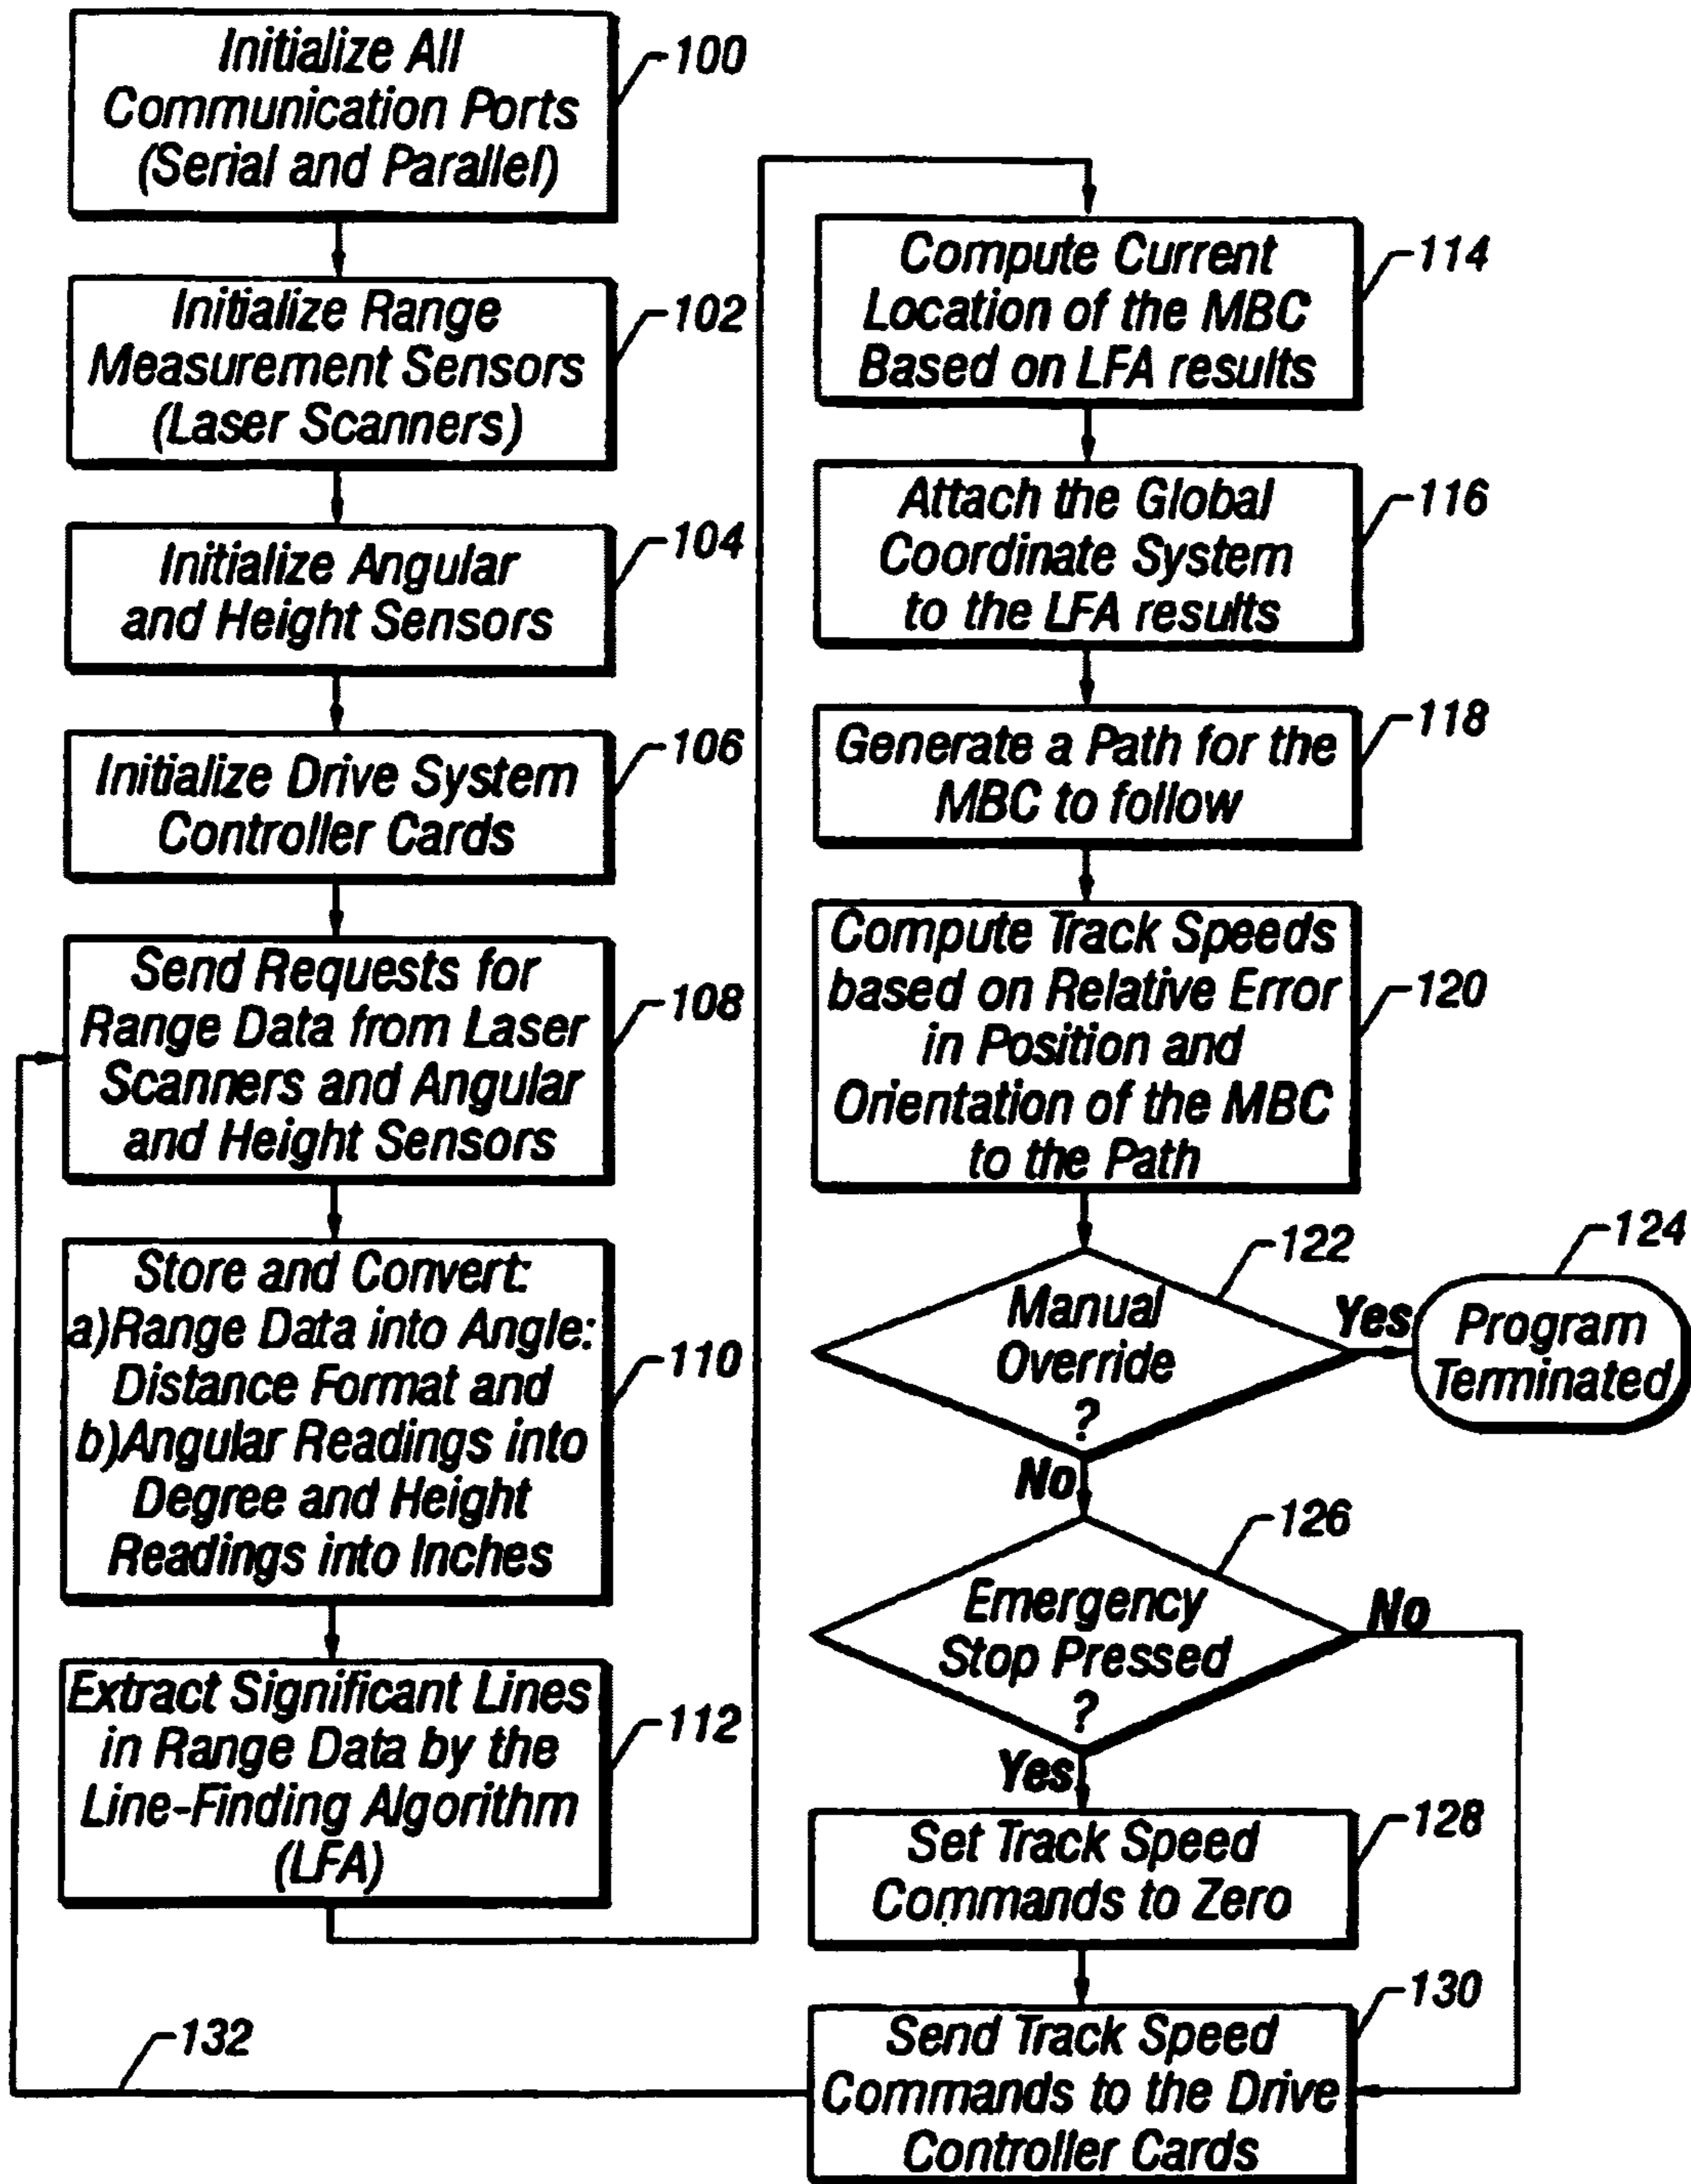 Initialize All
Communication Ports
(Serial and Parallel)
100
Initialize Range
Measurement Sensors
(Laser Scanners)
102
Initialize Angular
and Height Sensors
104
Initialize Drive System
Controller Cards
106
Send Requests for
Range Data from Laser
Scanners and Angular
and Height Sensors
108
Store and Convert:
a)Range Data into Angle:
Distance Format and
b)Angular Readings into
Degree and Height
Readings into Inches
110
Extract Significant Lines
in Range Data by the
Line-Finding Algorithm
(LFA)
112
Compute Current
Location of the MBC
Based on LFA results
114
Attach the Global
Coordinate System
to the LFA results
116
Generate a Path for the
MBC to follow
118
Compute Track Speeds
based on Relative Error
in Position and
Orientation of the MBC
to the Path
120
Manual
Override
?
122
Yes
Program
Terminated
124
No
Emergency
Stop Pressed
?
126
No
Yes
Set Track Speed
Commands to Zero
128
Send Track Speed
Commands to the Drive
Controller Cards
130
132